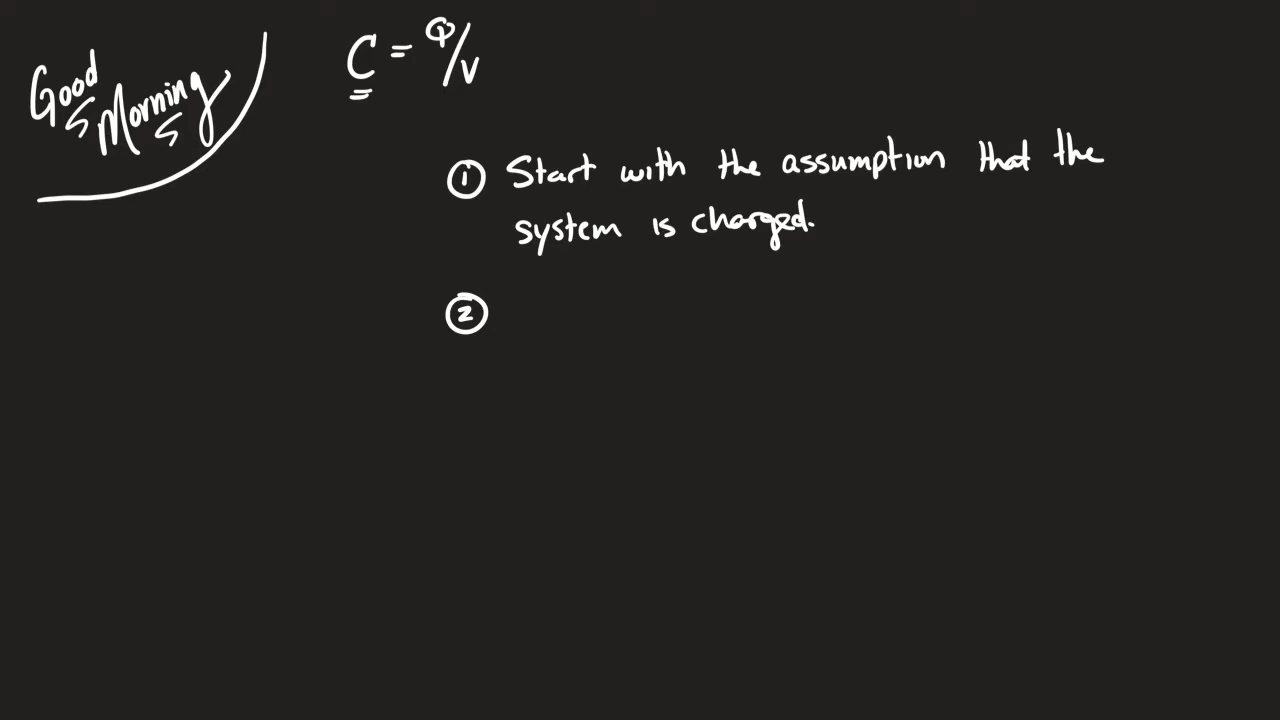 Good
Morning
C = Q/V
① Start with the assumption that the
system is charged.
②